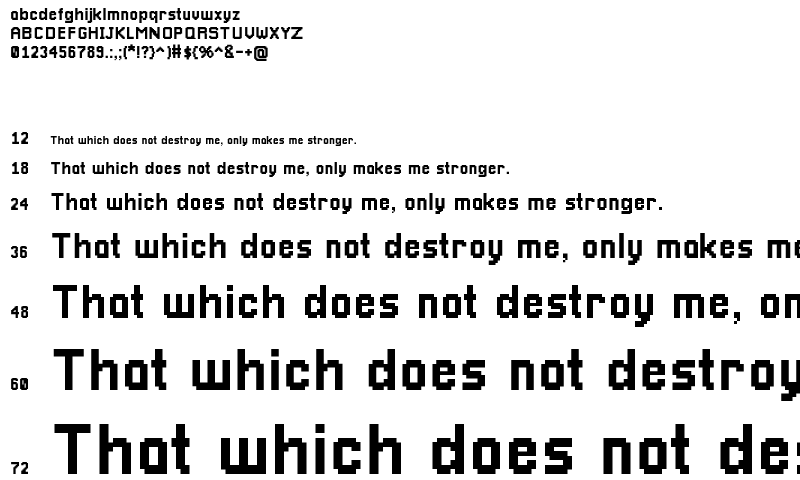 abcdefghijklmnopqrstuvwxyz
ABCDEFGHIJKLMNOPQRSTUVWXYZ
0123456789.:,;(*!?}^)#${%^&-+@
12 That which does not destroy me, only makes me stronger.
18 That which does not destroy me, only makes me stronger.
24 That which does not destroy me, only makes me stronger.
36 That which does not destroy me, only makes me
48 That which does not destroy me, on
60 That which does not destroy
72 That which does not des